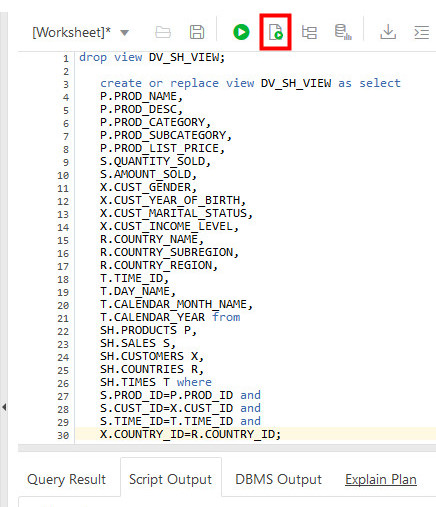 [Worksheet]*
1 drop view DV_SH_VIEW;
2
3 create or replace view DV_SH_VIEW as select
4 P.PROD_NAME,
5 P.PROD_DESC,
6 P.PROD_CATEGORY,
7 P.PROD_SUBCATEGORY,
8 P.PROD_LIST_PRICE,
9 S.QUANTITY_SOLD,
10 S.AMOUNT_SOLD,
11 X.CUST_GENDER,
12 X.CUST_YEAR_OF_BIRTH,
13 X.CUST_MARITAL_STATUS,
14 X.CUST_INCOME_LEVEL,
15 R.COUNTRY_NAME,
16 R.COUNTRY_SUBREGION,
17 R.COUNTRY_REGION,
18 T.TIME_ID,
19 T.DAY_NAME,
20 T.CALENDAR_MONTH_NAME,
21 T.CALENDAR_YEAR from
22 SH.PRODUCTS P,
23 SH.SALES S,
24 SH.CUSTOMERS X,
25 SH.COUNTRIES R,
26 SH.TIMES T where
27 S.PROD_ID=P.PROD_ID and
28 S.CUST_ID=X.CUST_ID and
29 S.TIME_ID=T.TIME_ID and
30 X.COUNTRY_ID=R.COUNTRY_ID;
Query Result Script Output DBMS Output Explain Plan